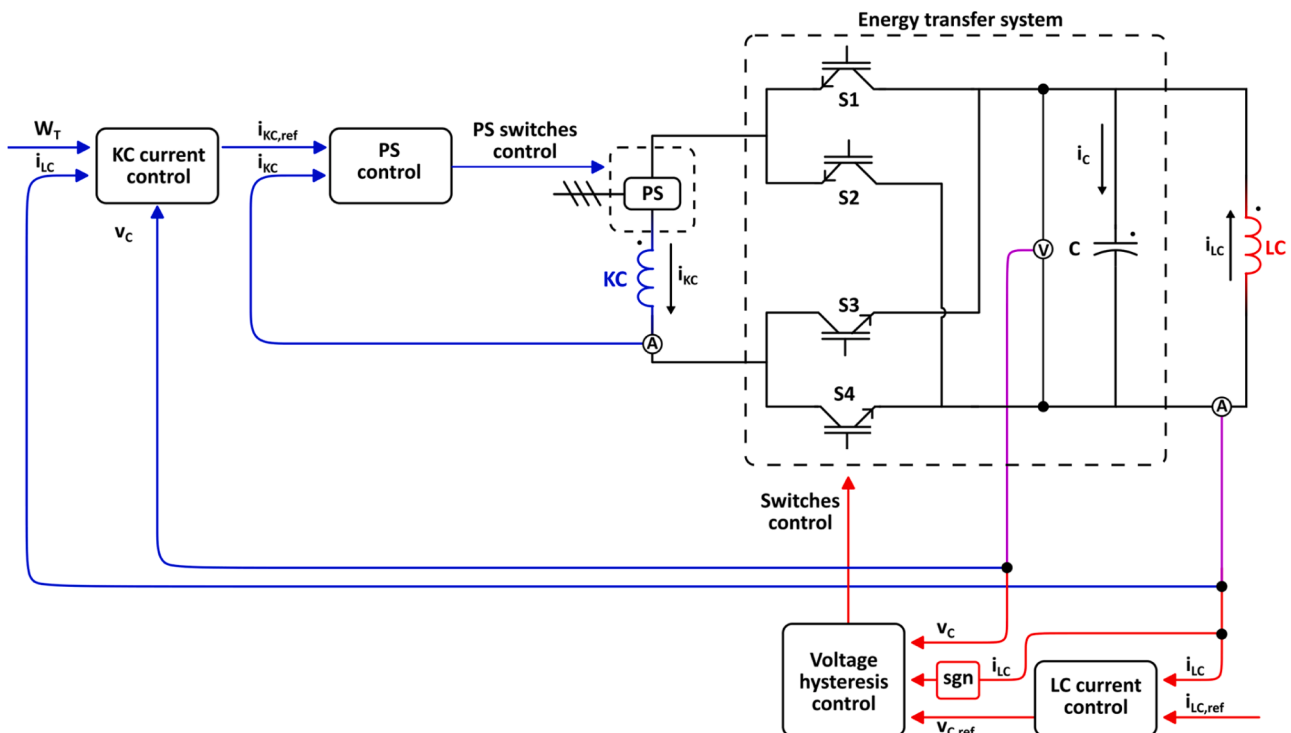 Energy transfer system
S1
W_T
i_LC
KC current
control
i_KC,ref
i_KC
PS
control
PS switches
control
PS
S2
i_C
v_C
KC
i_KC
V
C
i_LC
LC
S3
A
S4
A
Switches
control
v_C
i_LC
sgn
Voltage
hysteresis
control
LC current
control
i_LC
i_LC,ref
v_C,ref